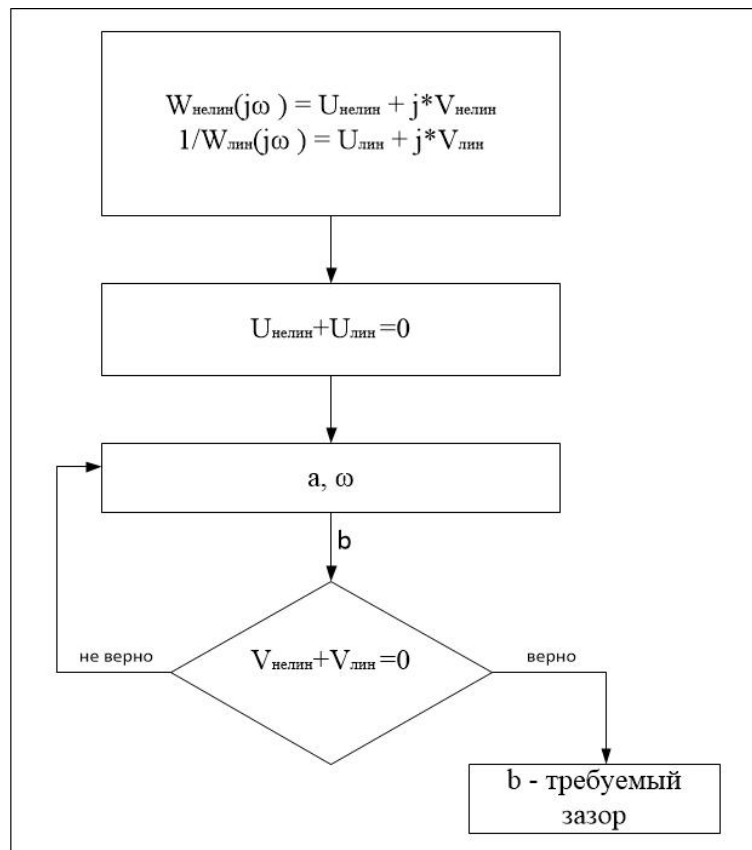 Wнелин(jω ) = Uнелин + j*Vнелин
1/Wлин(jω ) = Uлин + j*Vлин
Uнелин+Uлин=0
a, ω
b
Vнелин+Vлин=0
не верно
верно
b - требуемый
зазор